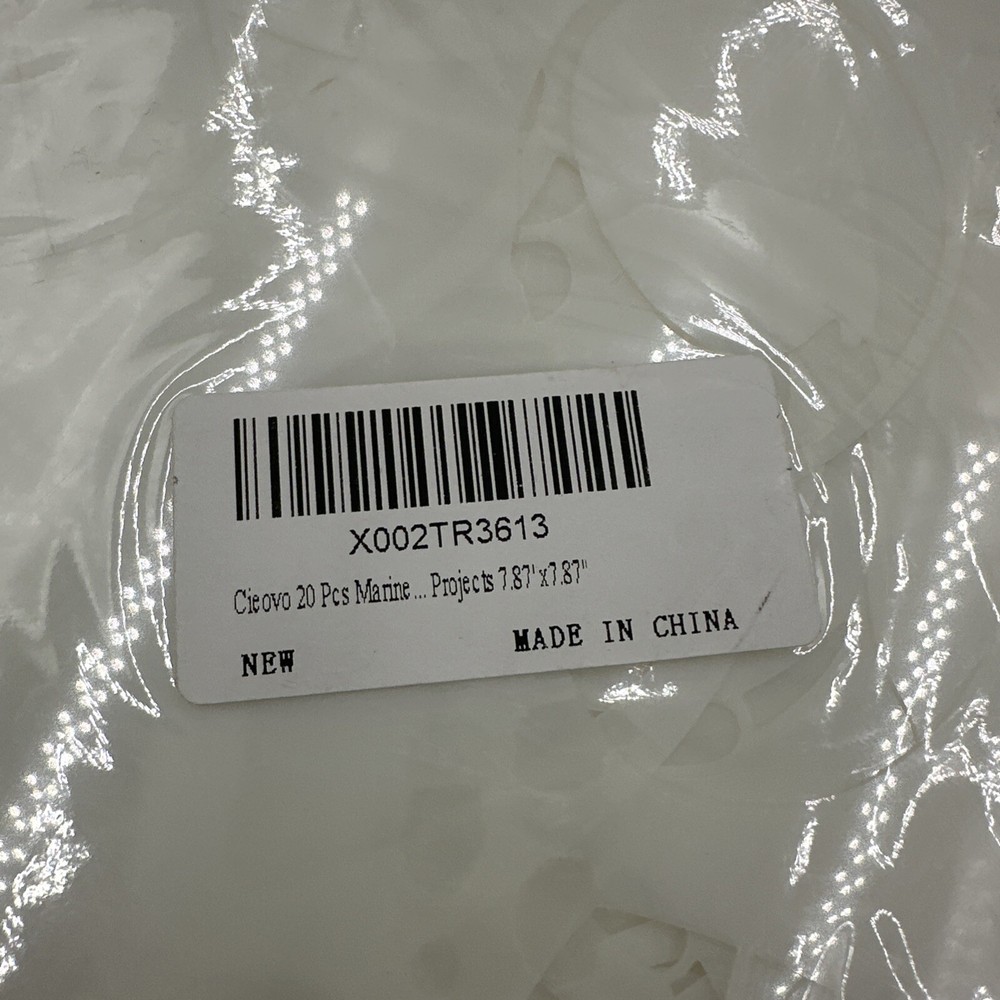 X002TR3613
Cieovo 20 Pcs Marine... Projects 7.87"x7.87"
NEW
MADE IN CHINA